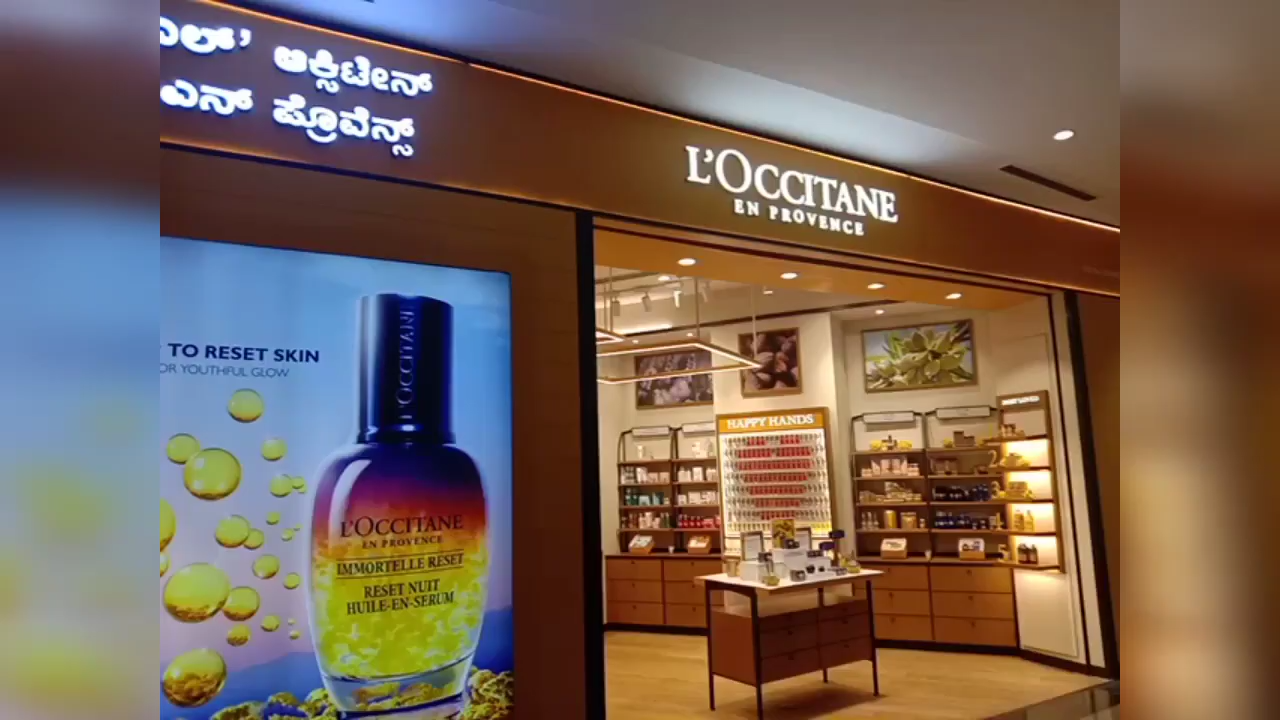 ಎಲ್' ಆಕ್ಸಿಟೇನ್
ಎನ್ ಪ್ರೊವೆನ್ಸ್
L'OCCITANE
EN PROVENCE
TO RESET SKIN
OR YOUTHFUL GLOW
L'OCCITANE
L'OCCITANE
EN PROVENCE
IMMORTELLE RESET
RESET NUIT
HUILE-EN-SERUM
HAPPY HANDS